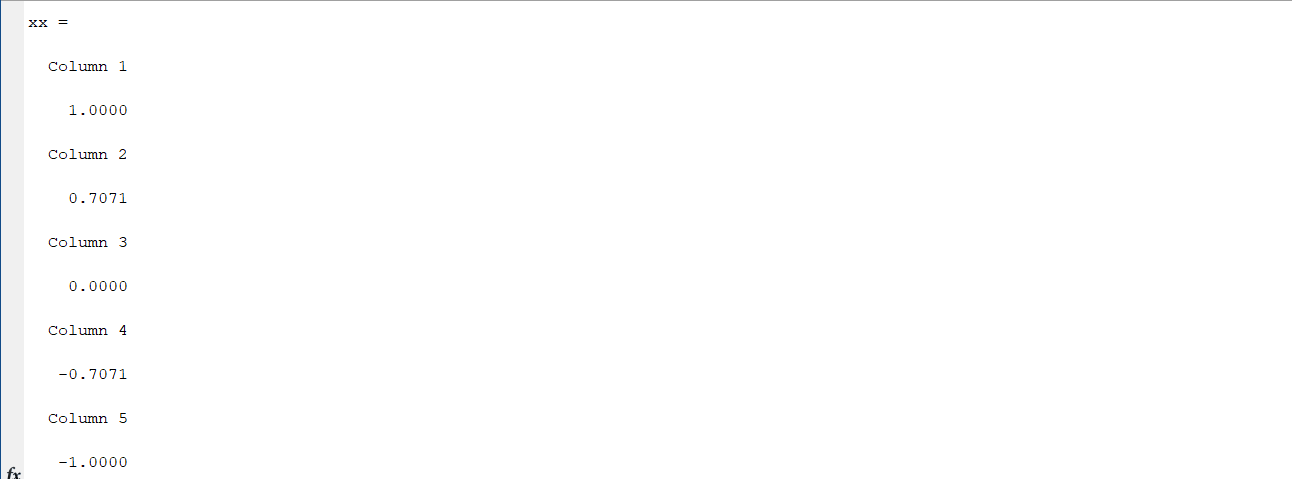 xx =
Column 1
1.0000
Column 2
0.7071
Column 3
0.0000
Column 4
-0.7071
Column 5
-1.0000
fx